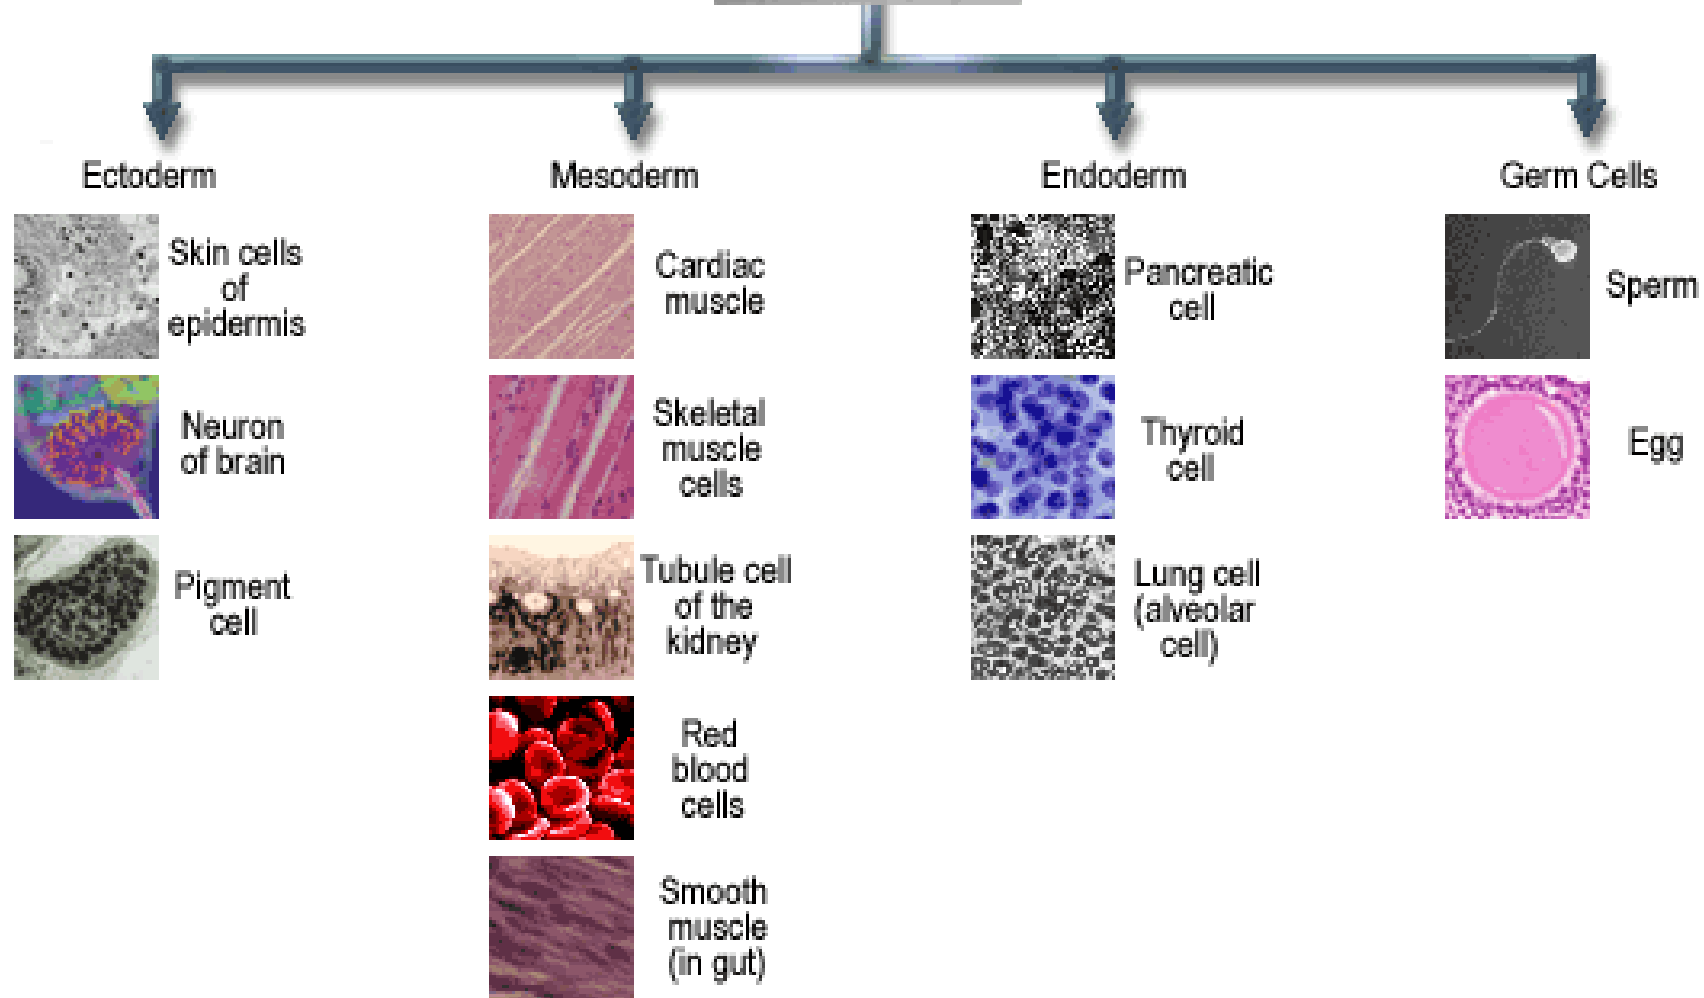 Ectoderm
Skin cells
of
epidermis
Neuron
of brain
Pigment
cell
Mesoderm
Cardiac
muscle
Skeletal
muscle
cells
Tubule cell
of the
kidney
Red
blood
cells
Smooth
muscle
(in gut)
Endoderm
Pancreatic
cell
Thyroid
cell
Lung cell
(alveolar
cell)
Germ Cells
Sperm
Egg